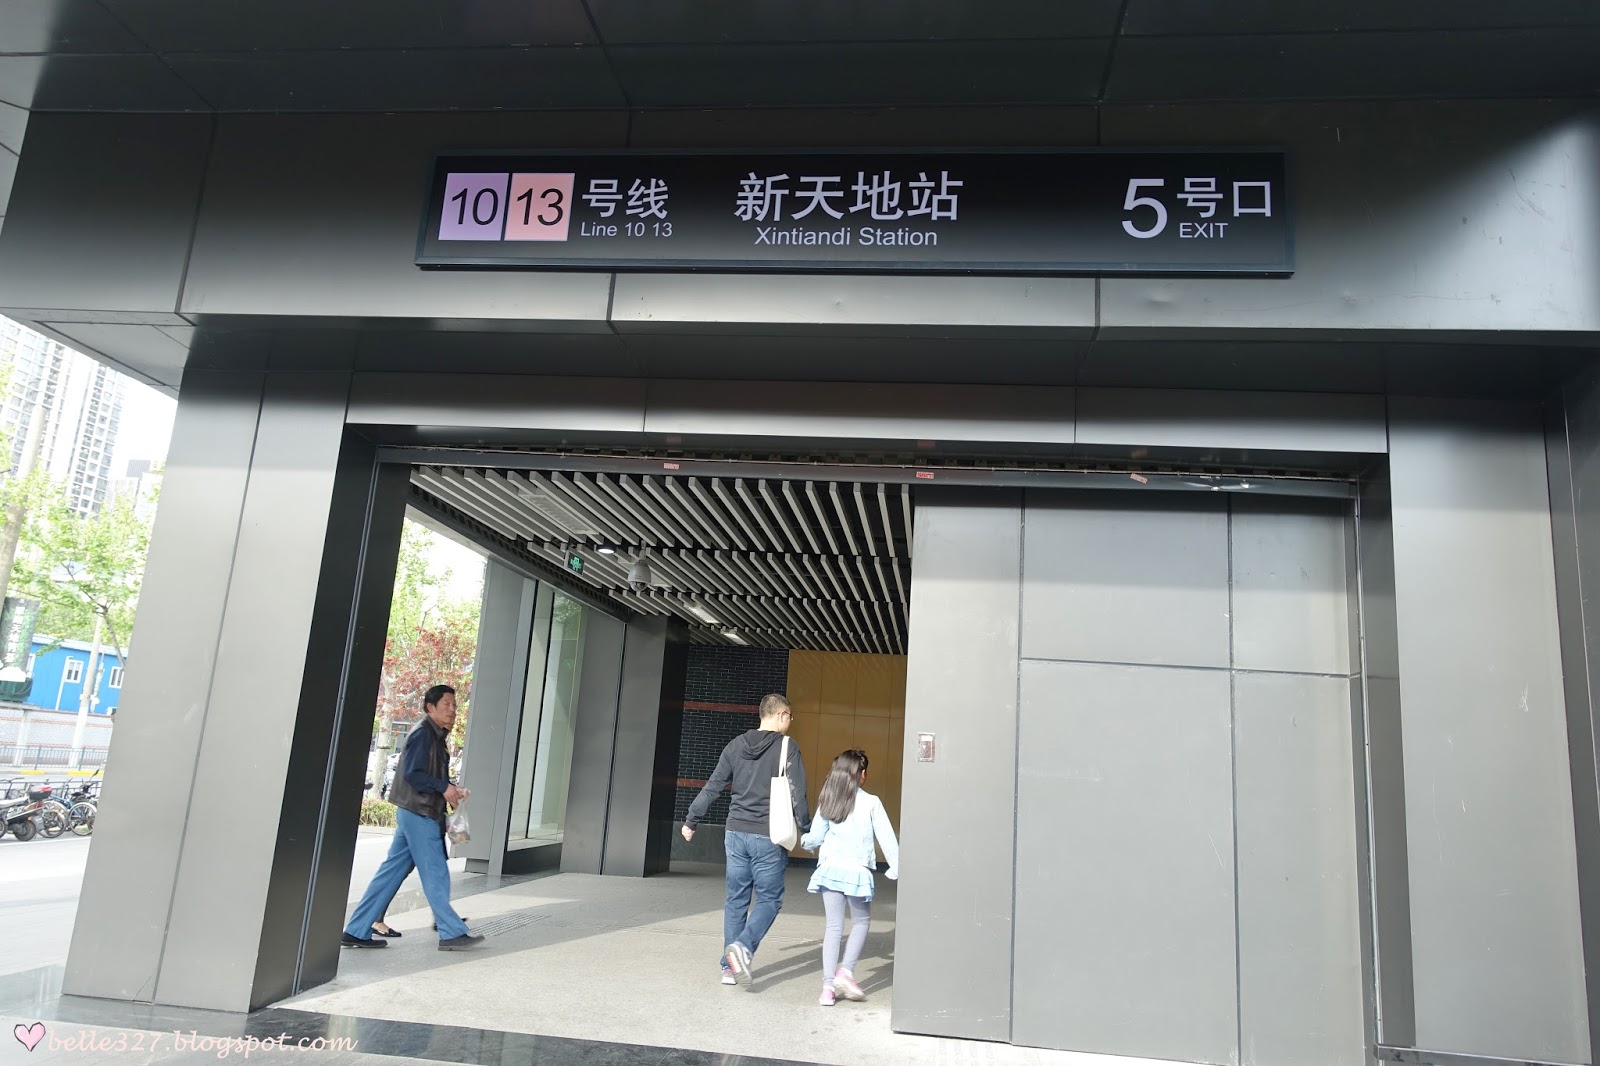 10 13 号线 新天地站 5 号口
Line 10 13 Xintiandi Station EXIT
belle327.blogspot.com